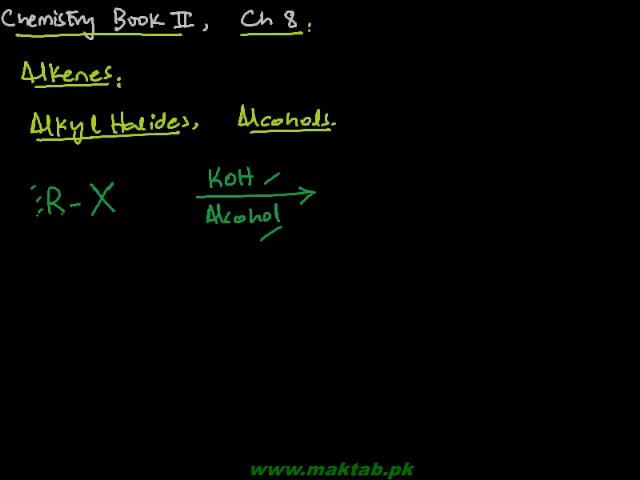 Chemistry Book II, Ch 8:
Alkenes:
Alkyl Halides, Alcohols.
R - X KOH
Alcohol
www.maktab.pk